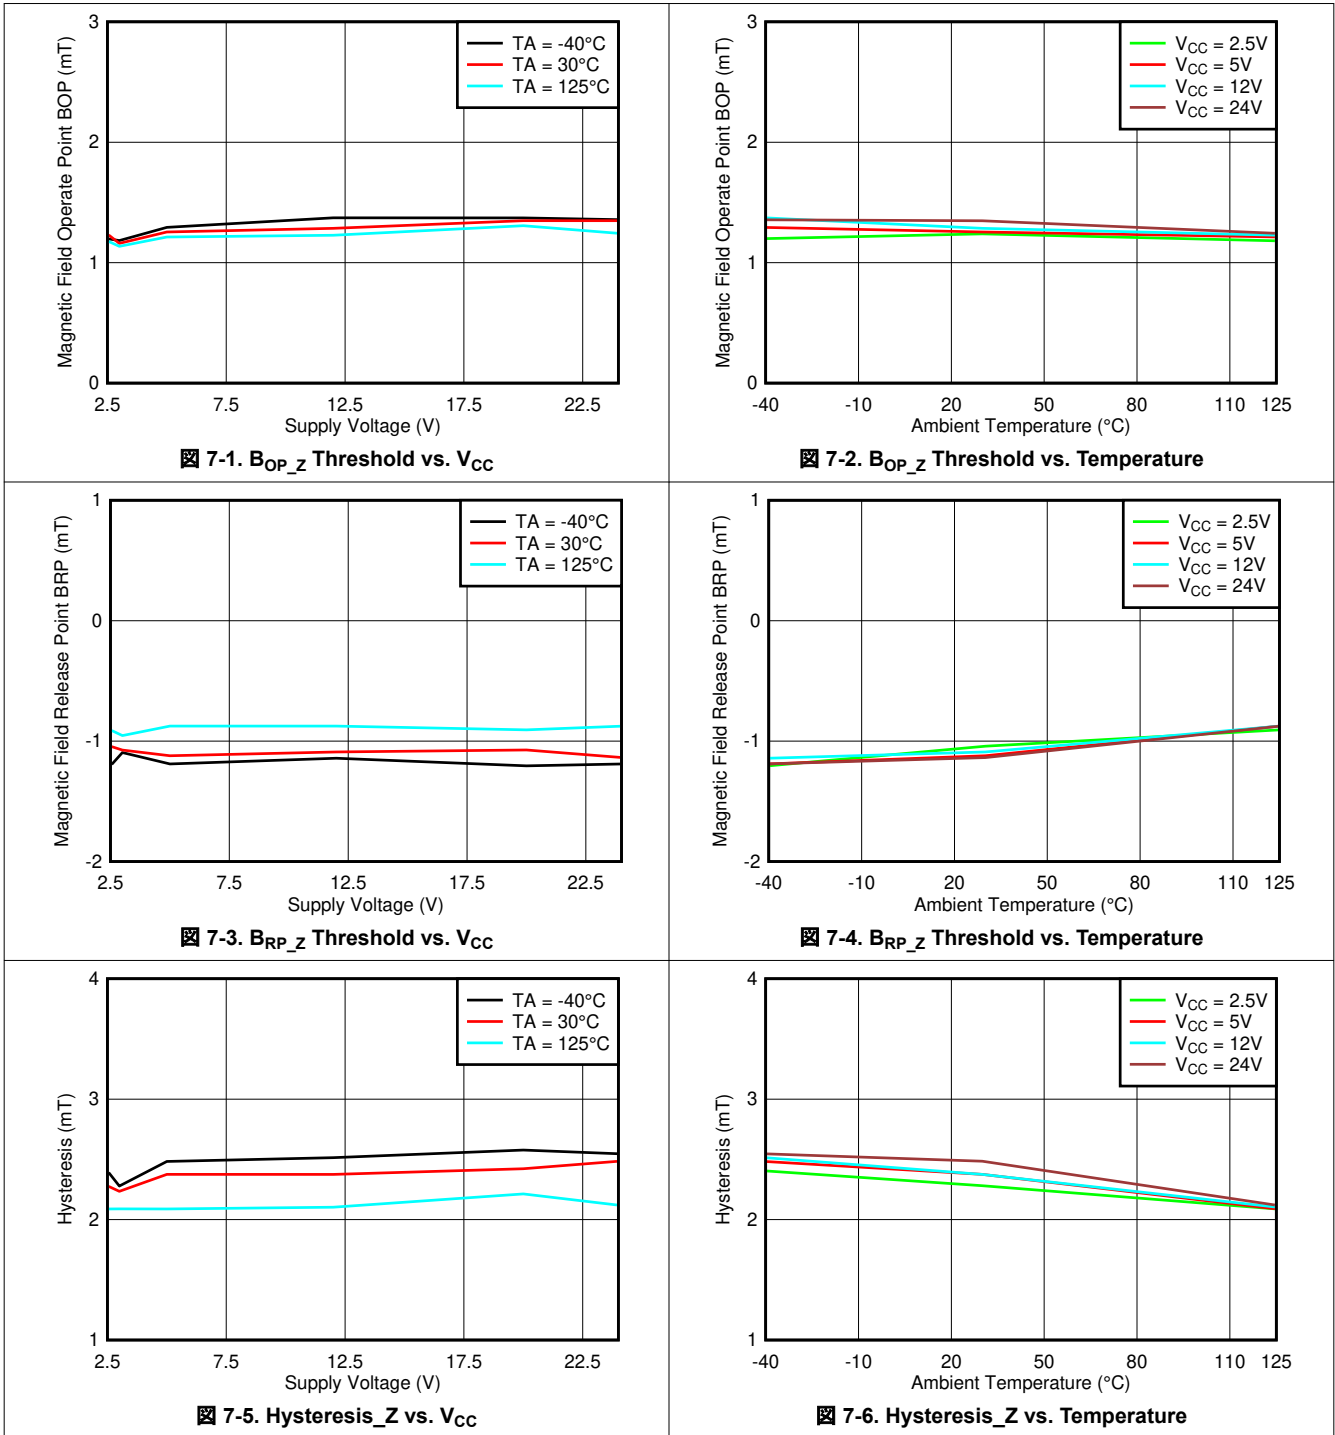 Magnetic Field Operate Point BOP (mT)
3
2
1
0
TA = -40°C
TA = 30°C
TA = 125°C
2.5 7.5 12.5 17.5 22.5
Supply Voltage (V)
図 7-1. BOP_Z Threshold vs. VCC
Magnetic Field Operate Point BOP (mT)
3
2
1
0
VCC = 2.5V
VCC = 5V
VCC = 12V
VCC = 24V
-40 -10 20 50 80 110 125
Ambient Temperature (°C)
図 7-2. BOP_Z Threshold vs. Temperature
Magnetic Field Release Point BRP (mT)
1
0
-1
-2
TA = -40°C
TA = 30°C
TA = 125°C
2.5 7.5 12.5 17.5 22.5
Supply Voltage (V)
図 7-3. BRP_Z Threshold vs. VCC
Magnetic Field Release Point BRP (mT)
1
0
-1
-2
VCC = 2.5V
VCC = 5V
VCC = 12V
VCC = 24V
-40 -10 20 50 80 110 125
Ambient Temperature (°C)
図 7-4. BRP_Z Threshold vs. Temperature
Hysteresis (mT)
4
3
2
1
TA = -40°C
TA = 30°C
TA = 125°C
2.5 7.5 12.5 17.5 22.5
Supply Voltage (V)
図 7-5. Hysteresis_Z vs. VCC
Hysteresis (mT)
4
3
2
1
VCC = 2.5V
VCC = 5V
VCC = 12V
VCC = 24V
-40 -10 20 50 80 110 125
Ambient Temperature (°C)
図 7-6. Hysteresis_Z vs. Temperature